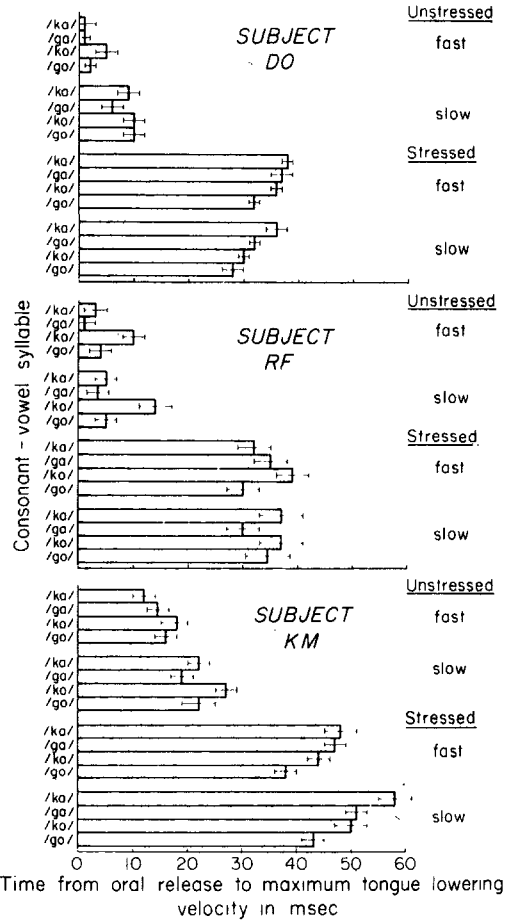 Unstressed
/ka/
/ga/
/ko/
/go/
SUBJECT
DO
fast
/ka/
/ga/
/ko/
/go/
slow
Stressed
/ka/
/ga/
/ko/
/go/
fast
/ka/
/ga/
/ko/
/go/
slow
Consonant-vowel syllable
Unstressed
/ka/
/ga/
/ko/
/go/
SUBJECT
RF
fast
/ka/
/ga/
/ko/
/go/
slow
Stressed
/ka/
/ga/
/ko/
/go/
fast
/ka/
/ga/
/ko/
/go/
slow
Unstressed
/ka/
/ga/
/ko/
/go/
SUBJECT
KM
fast
/ka/
/ga/
/ko/
/go/
slow
Stressed
/ka/
/ga/
/ko/
/go/
fast
/ka/
/ga/
/ko/
/go/
slow
0 10 20 30 40 50 60
Time from oral release to maximum tongue lowering
velocity in msec